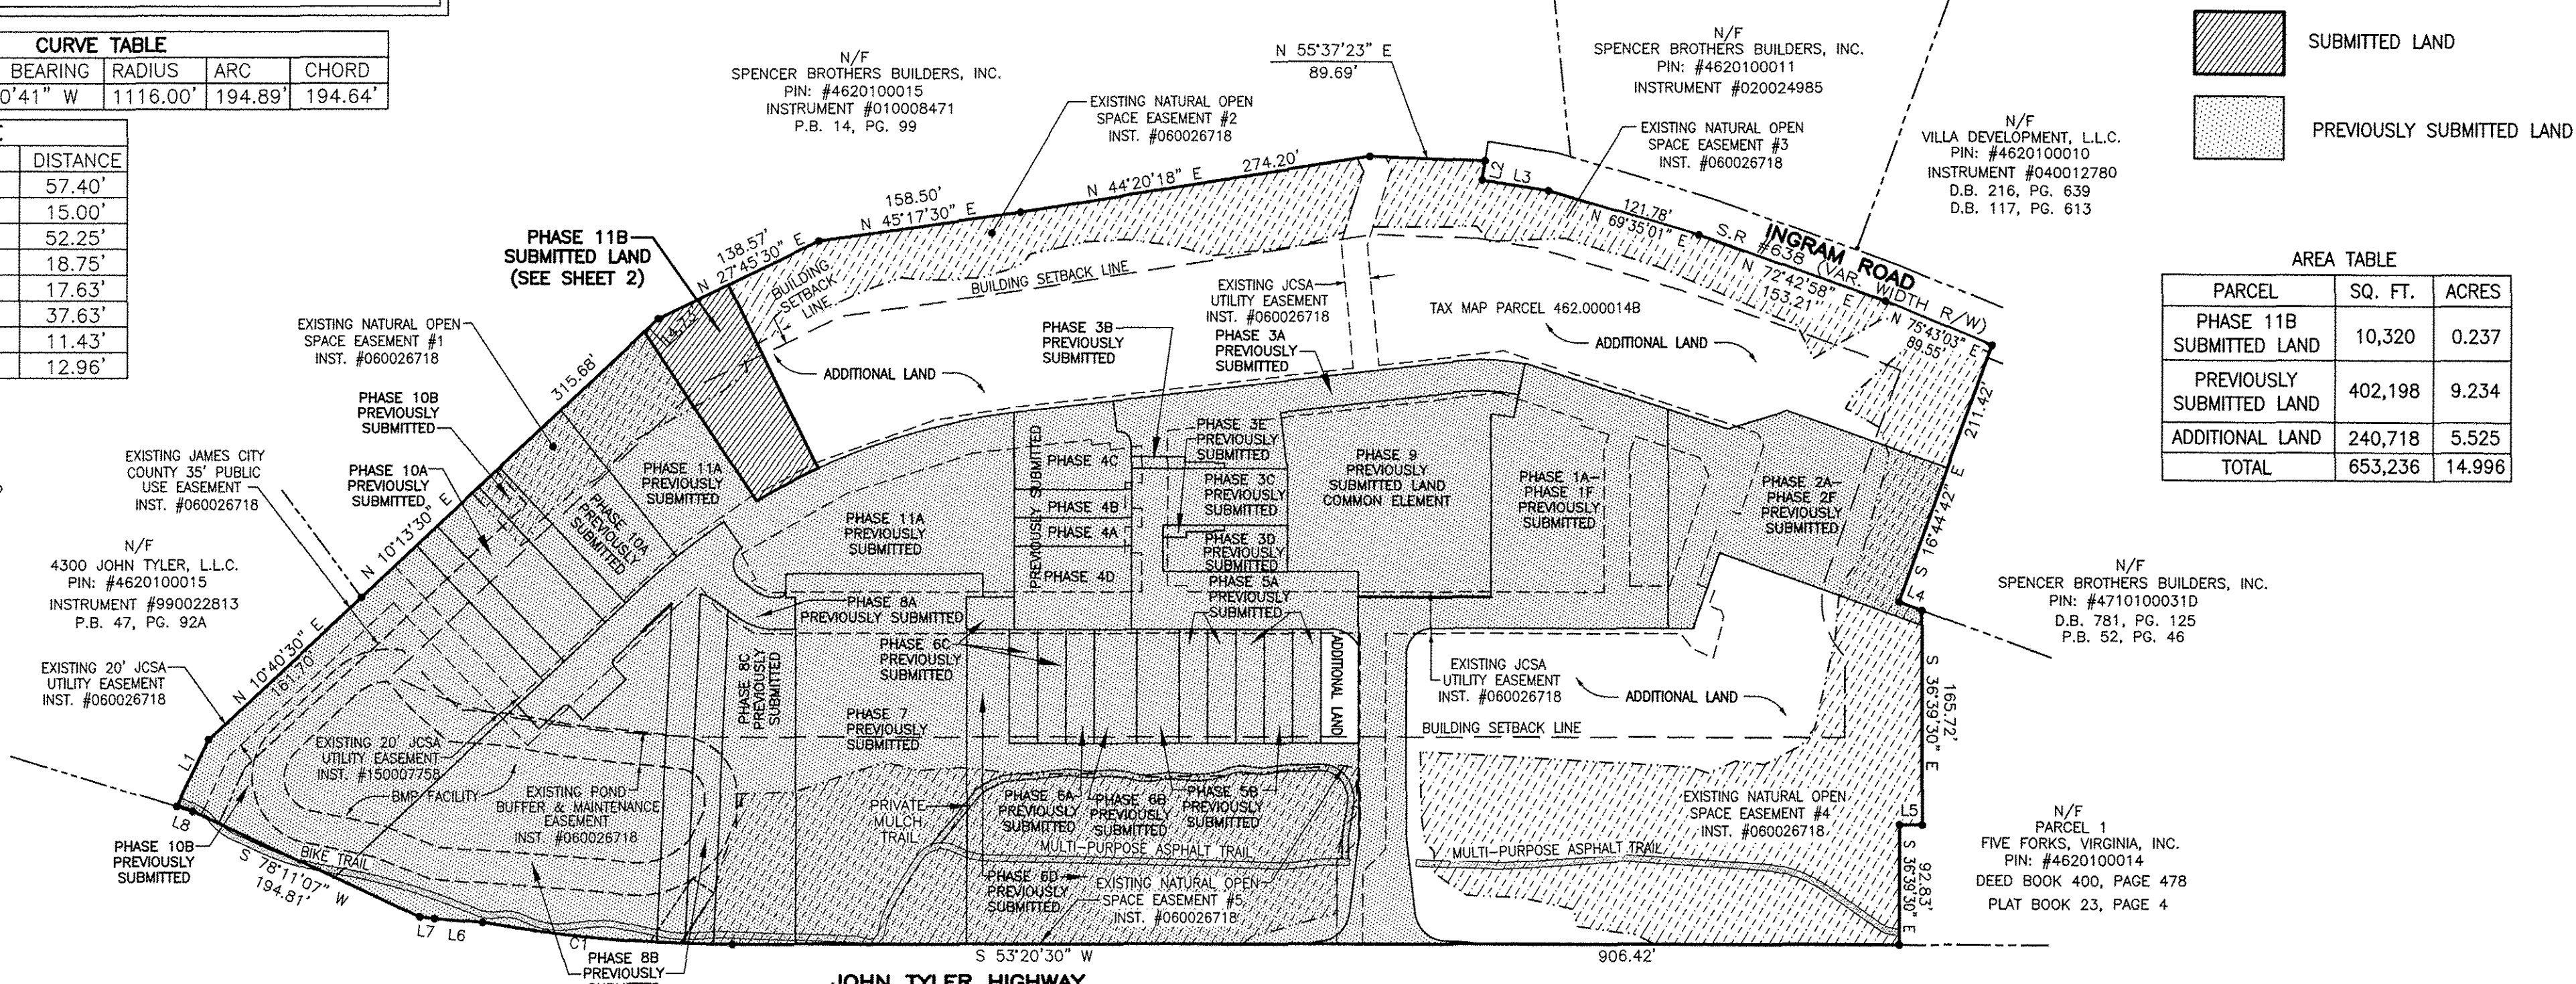 CURVE TABLE
BEARING RADIUS ARC CHORD
0'41" W 1116.00' 194.89' 194.64'
DISTANCE
57.40'
15.00'
52.25'
18.75'
17.63'
37.63'
11.43'
12.96'
N/F
SPENCER BROTHERS BUILDERS, INC.
PIN: #4620100015
INSTRUMENT #010008471
P.B. 14, PG. 99
EXISTING NATURAL OPEN
SPACE EASEMENT #2
INST. #060026718
N 55°37'23" E
89.69'
N/F
SPENCER BROTHERS BUILDERS, INC.
PIN: #4620100011
INSTRUMENT #020024985
EXISTING NATURAL OPEN
SPACE EASEMENT #3
INST. #060026718
N/F
VILLA DEVELOPMENT, L.L.C.
PIN: #4620100010
INSTRUMENT #040012780
D.B. 216, PG. 639
D.B. 117, PG. 613
SUBMITTED LAND
PREVIOUSLY SUBMITTED LAND
AREA TABLE
PARCEL SQ. FT. ACRES
PHASE 11B
SUBMITTED LAND 10,320 0.237
PREVIOUSLY
SUBMITTED LAND 402,198 9.234
ADDITIONAL LAND 240,718 5.525
TOTAL 653,236 14.996
PHASE 11B
SUBMITTED LAND
(SEE SHEET 2)
138.57'
N 27°45'30" E
158.50'
N 45°17'30" E
274.20'
N 44°20'18" E
L2
L3
121.78'
N 69°35'01" E
INGRAM ROAD
S.R #638 (VAR. WIDTH R/W)
N 72°42'58" E
153.21'
N 75°43'03" E
89.55'
211.42'
S 16°44'42" E
L4
BUILDING
SETBACK
LINE
BUILDING SETBACK LINE
EXISTING JCSA
UTILITY EASEMENT
INST. #060026718
TAX MAP PARCEL 462.000014B
ADDITIONAL LAND
ADDITIONAL LAND
PHASE 3B
PREVIOUSLY
SUBMITTED
PHASE 3A
PREVIOUSLY
SUBMITTED
EXISTING NATURAL OPEN
SPACE EASEMENT #1
INST. #060026718
315.68'
PHASE 10B
PREVIOUSLY
SUBMITTED
EXISTING JAMES CITY
COUNTY 35' PUBLIC
USE EASEMENT
INST. #060026718
PHASE 10A
PREVIOUSLY
SUBMITTED
N 10°13'30" E
PHASE 10A
PREVIOUSLY
SUBMITTED
PHASE 11A
PREVIOUSLY
SUBMITTED
PHASE 11A
PREVIOUSLY
SUBMITTED
PREVIOUSLY SUBMITTED
PHASE 4C
PHASE 4B
PHASE 4A
PHASE 4D
PHASE 3E
PREVIOUSLY
SUBMITTED
PHASE 3C
PREVIOUSLY
SUBMITTED
PHASE 3D
PREVIOUSLY
SUBMITTED
PHASE 5A
PREVIOUSLY
SUBMITTED
PHASE 9
PREVIOUSLY
SUBMITTED LAND
COMMON ELEMENT
PHASE 1A-
PHASE 1F
PREVIOUSLY
SUBMITTED
PHASE 2A-
PHASE 2F
PREVIOUSLY
SUBMITTED
N/F
4300 JOHN TYLER, L.L.C.
PIN: #4620100015
INSTRUMENT #990022813
P.B. 47, PG. 92A
N/F
SPENCER BROTHERS BUILDERS, INC.
PIN: #4710100031D
D.B. 781, PG. 125
P.B. 52, PG. 46
EXISTING 20' JCSA
UTILITY EASEMENT
INST. #060026718
N 10°40'30" E
161.70'
L1
PHASE 8A
PREVIOUSLY SUBMITTED
PHASE 6C
PREVIOUSLY
SUBMITTED
PHASE 8C
PREVIOUSLY
SUBMITTED
PHASE 7
PREVIOUSLY
SUBMITTED
ADDITIONAL LAND
EXISTING JCSA
UTILITY EASEMENT
INST. #060026718
ADDITIONAL LAND
BUILDING SETBACK LINE
S 36°39'30" E
165.72'
EXISTING 20' JCSA
UTILITY EASEMENT
INST. #150007758
BMP FACILITY
EXISTING POND
BUFFER & MAINTENANCE
EASEMENT
INST. #060026718
PRIVATE
MULCH
TRAIL
PHASE 6A
PREVIOUSLY
SUBMITTED
PHASE 6B
PREVIOUSLY
SUBMITTED
PHASE 5B
PREVIOUSLY
SUBMITTED
MULTI-PURPOSE ASPHALT TRAIL
PHASE 6D
PREVIOUSLY
SUBMITTED
EXISTING NATURAL OPEN
SPACE EASEMENT #5
INST. #060026718
EXISTING NATURAL OPEN
SPACE EASEMENT #4
INST. #060026718
MULTI-PURPOSE ASPHALT TRAIL
L5
S 36°39'30" E
92.83'
N/F
PARCEL 1
FIVE FORKS, VIRGINIA, INC.
PIN: #4620100014
DEED BOOK 400, PAGE 478
PLAT BOOK 23, PAGE 4
L8
PHASE 10B
PREVIOUSLY
SUBMITTED
BIKE TRAIL
S 78°11'07" W
194.81'
L7
L6
C1
PHASE 8B
PREVIOUSLY
S 53°20'30" W
906.42'
JOHN TYLER HIGHWAY